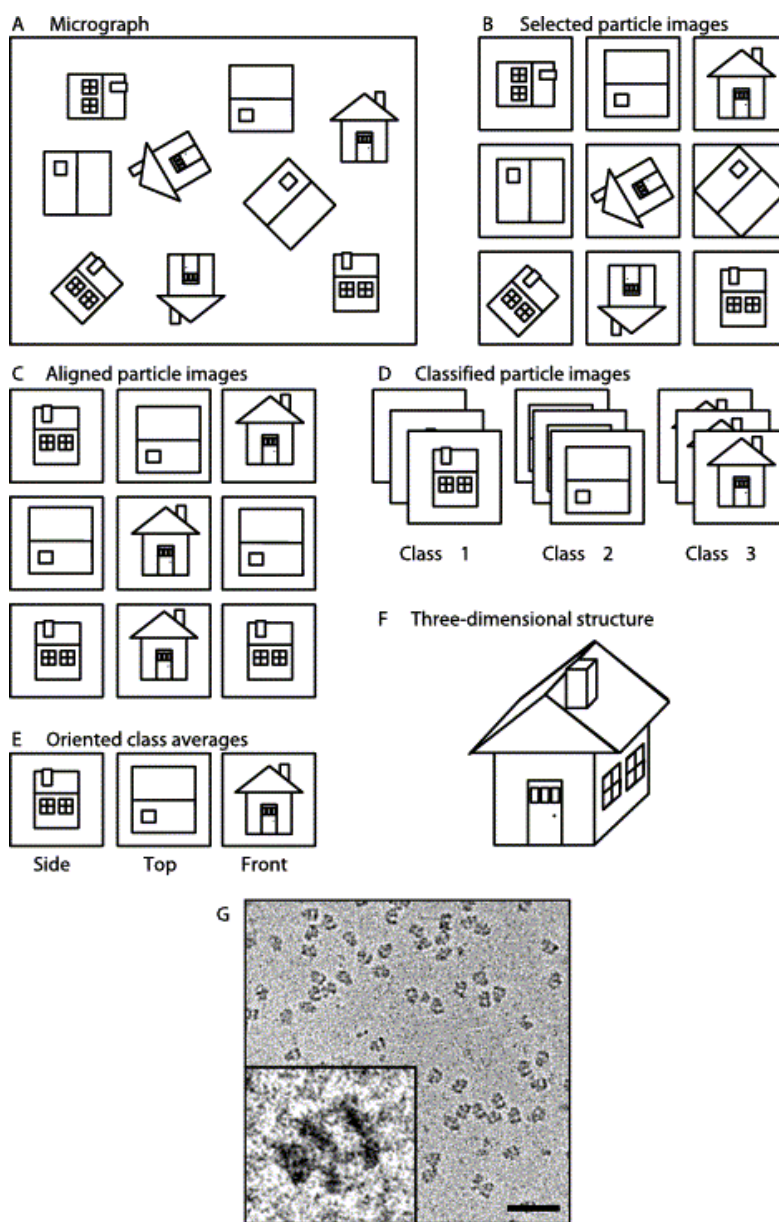 A Micrograph
B Selected particle images
C Aligned particle images
D Classified particle images
Class 1 Class 2 Class 3
F Three-dimensional structure
E Oriented class averages
Side Top Front
G